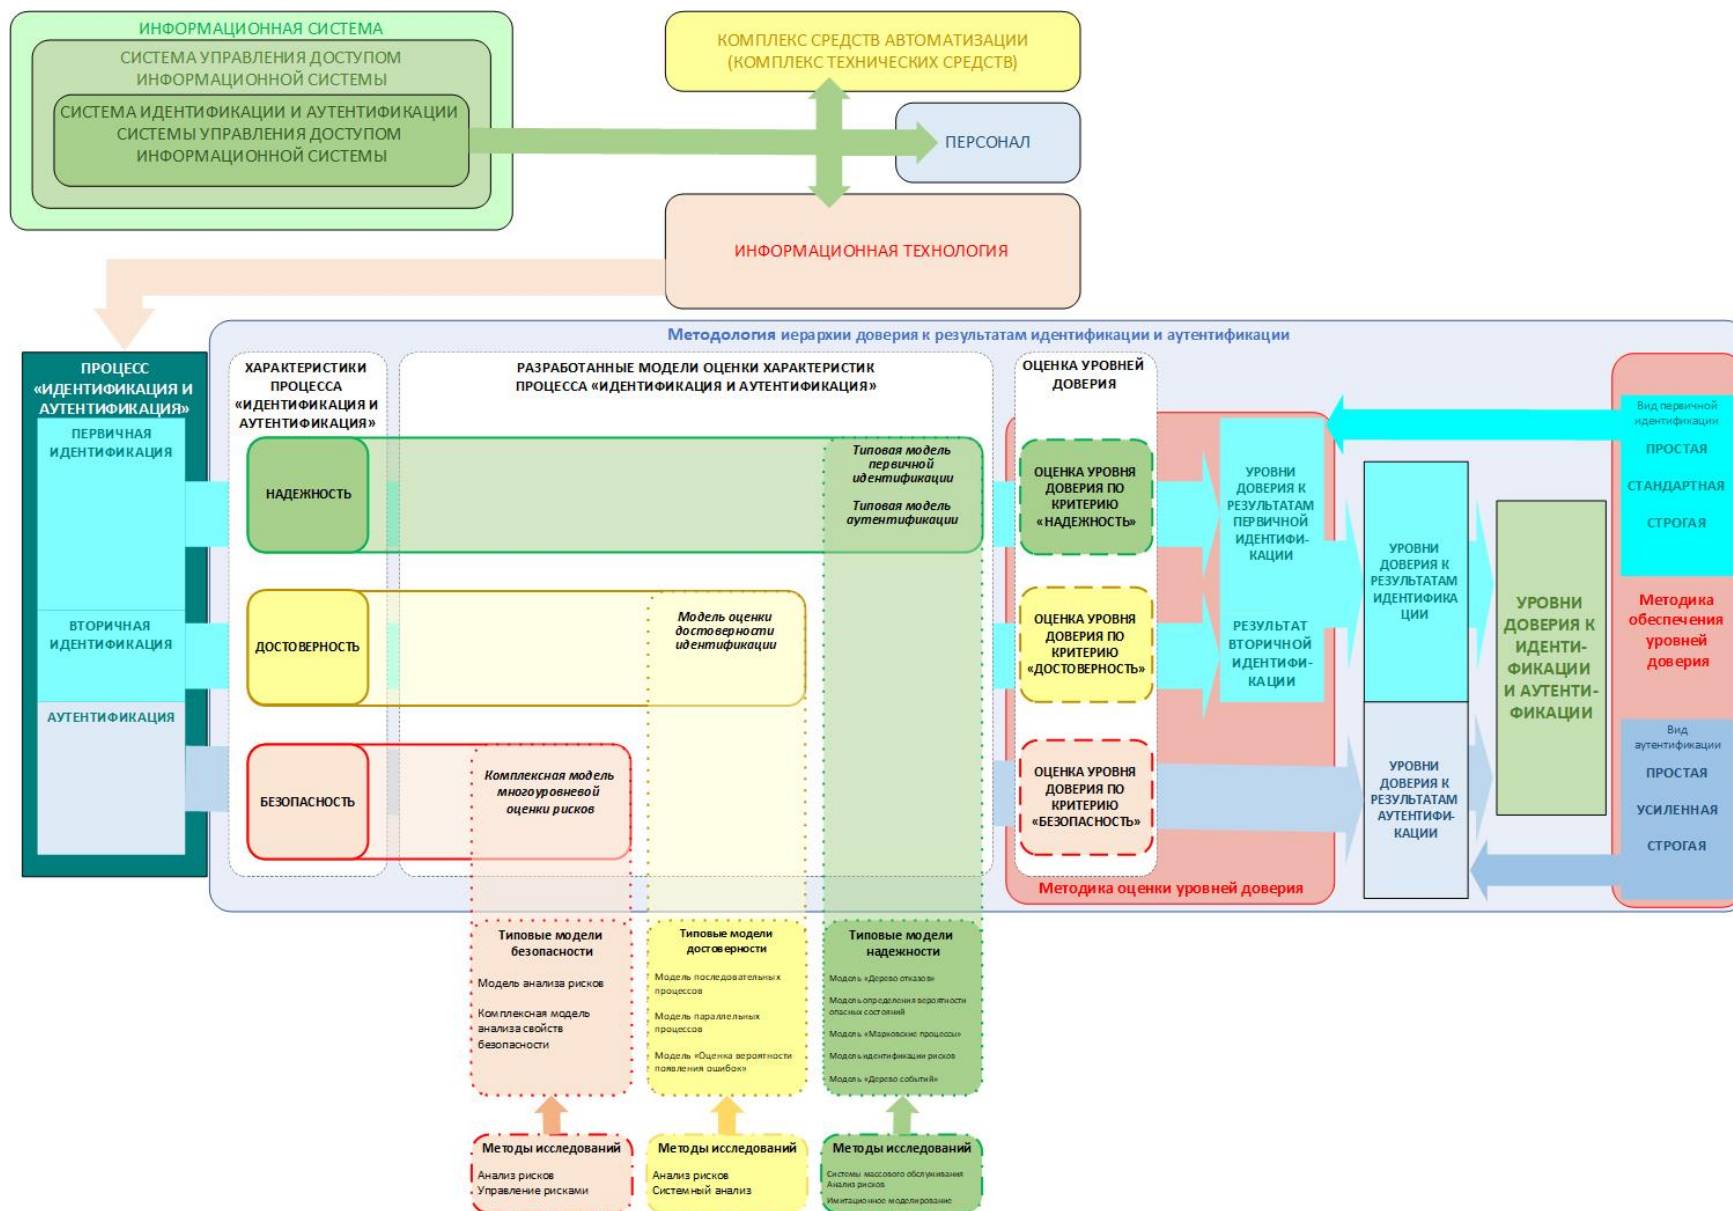 ИНФОРМАЦИОННАЯ СИСТЕМА
СИСТЕМА УПРАВЛЕНИЯ ДОСТУПОМ
ИНФОРМАЦИОННОЙ СИСТЕМЫ
СИСТЕМА ИДЕНТИФИКАЦИИ И АУТЕНТИФИКАЦИИ
СИСТЕМЫ УПРАВЛЕНИЯ ДОСТУПОМ
ИНФОРМАЦИОННОЙ СИСТЕМЫ
КОМПЛЕКС СРЕДСТВ АВТОМАТИЗАЦИИ
(КОМПЛЕКС ТЕХНИЧЕСКИХ СРЕДСТВ)
ПЕРСОНАЛ
ИНФОРМАЦИОННАЯ ТЕХНОЛОГИЯ
Методология иерархии доверия к результатам идентификации и аутентификации
ПРОЦЕСС
«ИДЕНТИФИКАЦИЯ И
АУТЕНТИФИКАЦИЯ»
ПЕРВИЧНАЯ
ИДЕНТИФИКАЦИЯ
ВТОРИЧНАЯ
ИДЕНТИФИКАЦИЯ
АУТЕНТИФИКАЦИЯ
ХАРАКТЕРИСТИКИ
ПРОЦЕССА
«ИДЕНТИФИКАЦИЯ И
АУТЕНТИФИКАЦИЯ»
НАДЕЖНОСТЬ
ДОСТОВЕРНОСТЬ
БЕЗОПАСНОСТЬ
РАЗРАБОТАННЫЕ МОДЕЛИ ОЦЕНКИ ХАРАКТЕРИСТИК
ПРОЦЕССА «ИДЕНТИФИКАЦИЯ И АУТЕНТИФИКАЦИЯ»
Типовая модель
первичной
идентификации
Типовая модель
аутентификации
Модель оценки
достоверности
идентификации
Комплексная модель
многоуровневой
оценки рисков
ОЦЕНКА УРОВНЕЙ
ДОВЕРИЯ
ОЦЕНКА УРОВНЯ
ДОВЕРИЯ ПО
КРИТЕРИЮ
«НАДЕЖНОСТЬ»
ОЦЕНКА УРОВНЯ
ДОВЕРИЯ ПО
КРИТЕРИЮ
«ДОСТОВЕРНОСТЬ»
ОЦЕНКА УРОВНЯ
ДОВЕРИЯ ПО
КРИТЕРИЮ
«БЕЗОПАСНОСТЬ»
Методика оценки уровней доверия
УРОВНИ
ДОВЕРИЯ К
РЕЗУЛЬТАТАМ
ПЕРВИЧНОЙ
ИДЕНТИФИ-
КАЦИИ
РЕЗУЛЬТАТ
ВТОРИЧНОЙ
ИДЕНТИФИ-
КАЦИИ
УРОВНИ
ДОВЕРИЯ К
РЕЗУЛЬТАТАМ
ИДЕНТИФИКА
ЦИИ
УРОВНИ
ДОВЕРИЯ К
РЕЗУЛЬТАТАМ
АУТЕНТИФИ-
КАЦИИ
УРОВНИ
ДОВЕРИЯ К
ИДЕНТИ-
ФИКАЦИИ
И АУТЕНТИ-
ФИКАЦИИ
Вид первичной
идентификации
ПРОСТАЯ
СТАНДАРТНАЯ
СТРОГАЯ
Методика
обеспечения
уровней
доверия
Вид
аутентификации
ПРОСТАЯ
УСИЛЕННАЯ
СТРОГАЯ
Типовые модели
безопасности
Модель анализа рисков
Комплексная модель
анализа свойств
безопасности
Типовые модели
достоверности
Модель последовательных
процессов
Модель параллельных
процессов
Модель «Оценка вероятности
появления ошибок»
Типовые модели
надежности
Модель «Дерево отказов»
Модель определения вероятности
опасных состояний
Модель «Марковские процессы»
Модель идентификации рисков
Модель «Дерево событий»
Методы исследований
Анализ рисков
Управление рисками
Методы исследований
Анализ рисков
Системный анализ
Методы исследований
Системы массового обслуживания
Анализ рисков
Имитационное моделирование